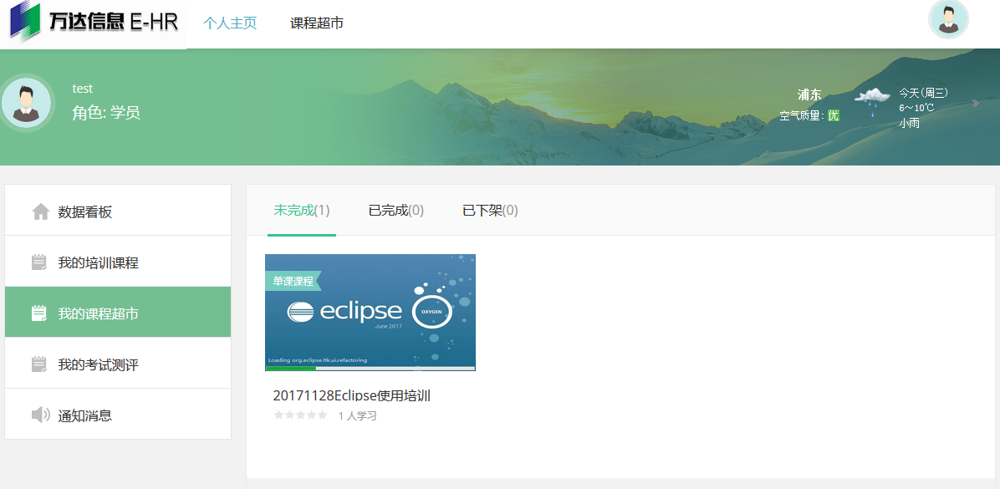 万达信息 E-HR 个人主页 课程超市
test
角色: 学员
浦东
空气质量: 优
今天(周三)
6～10℃
小雨
数据看板
我的培训课程
我的课程超市
我的考试测评
通知消息
未完成(1) 已完成(0) 已下架(0)
单课课程
eclipse
OXYGEN
June 2017
Loading org.eclipse.ltk.ui.refactoring
20171128Eclipse使用培训
1 人学习